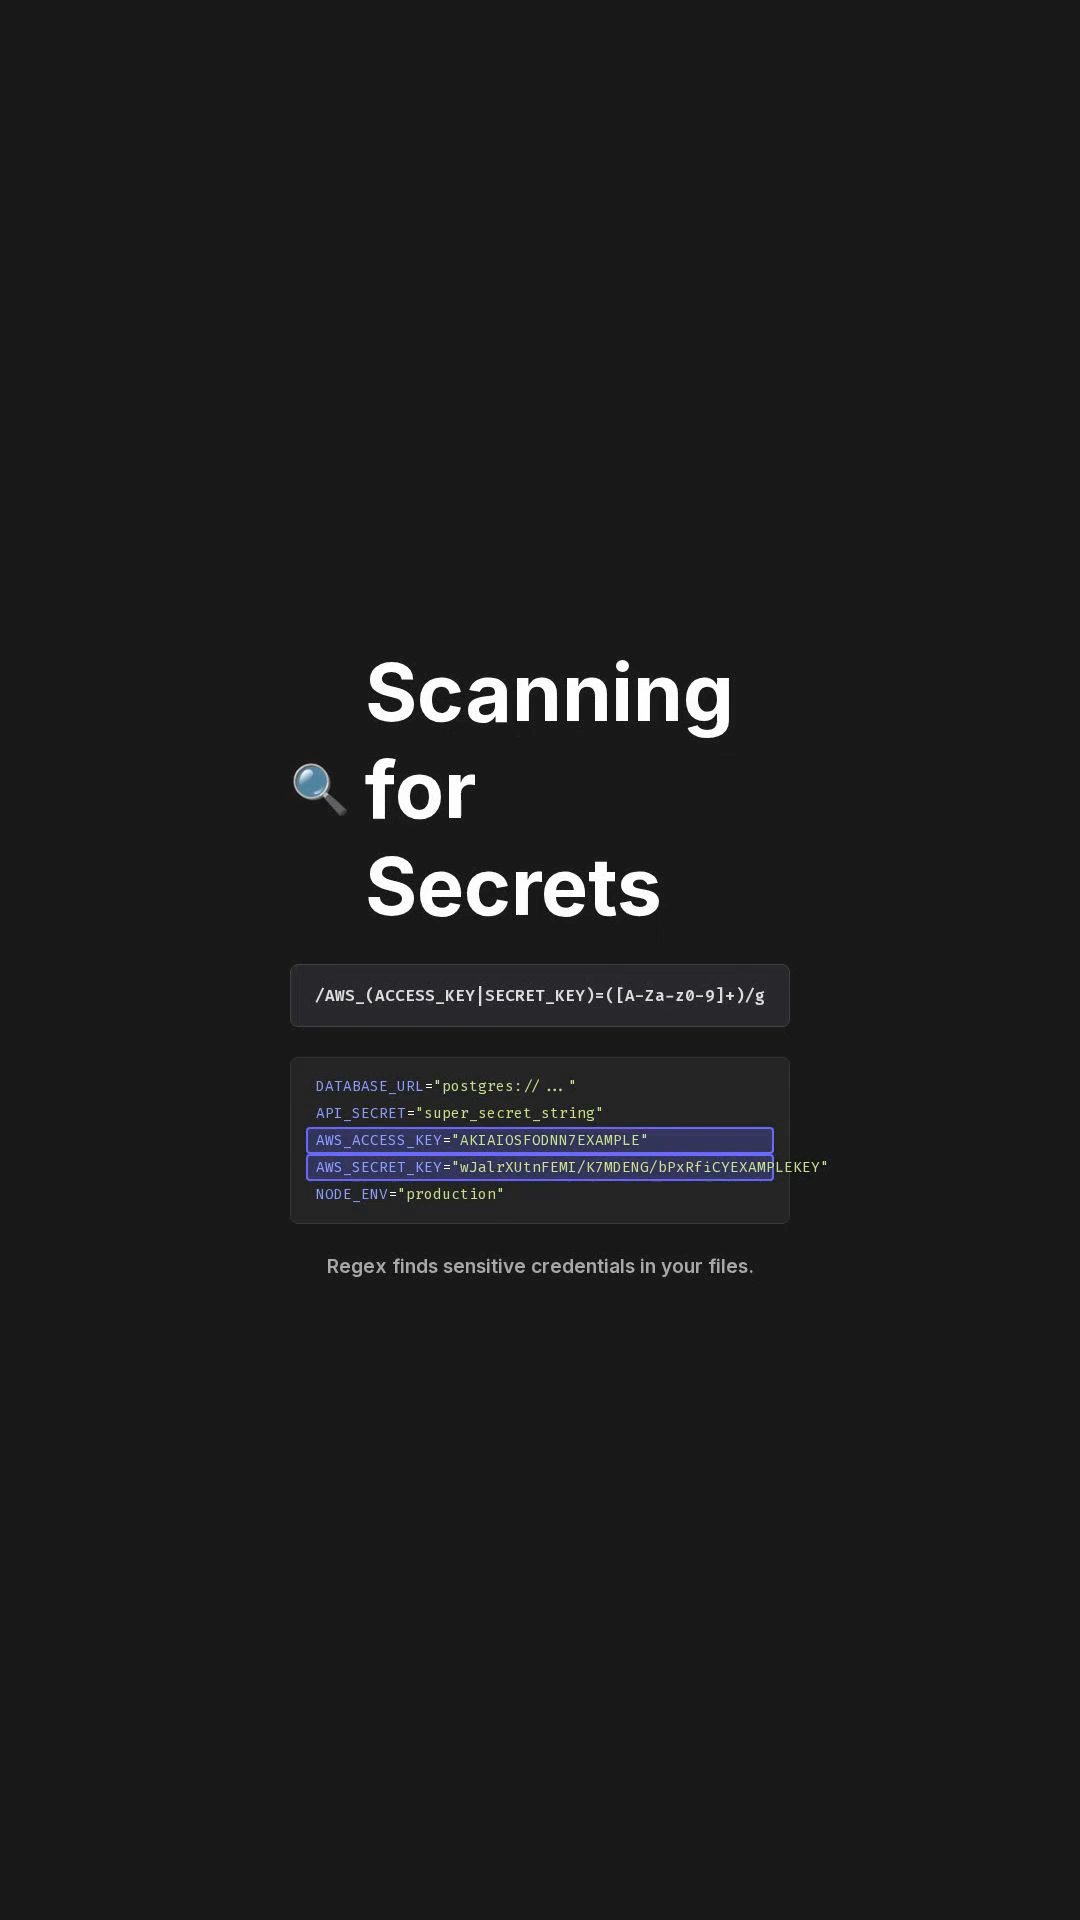 Scanning
for
Secrets
/AWS_(ACCESS_KEY|SECRET_KEY)=([A-Za-z0-9]+)/g
DATABASE_URL="postgres://..."
API_SECRET="super_secret_string"
AWS_ACCESS_KEY="AKIAIOSFODNN7EXAMPLE"
AWS_SECRET_KEY="wJalrXUtnFEMI/K7MDENG/bPxRfiCYEXAMPLEKEY"
NODE_ENV="production"
Regex finds sensitive credentials in your files.